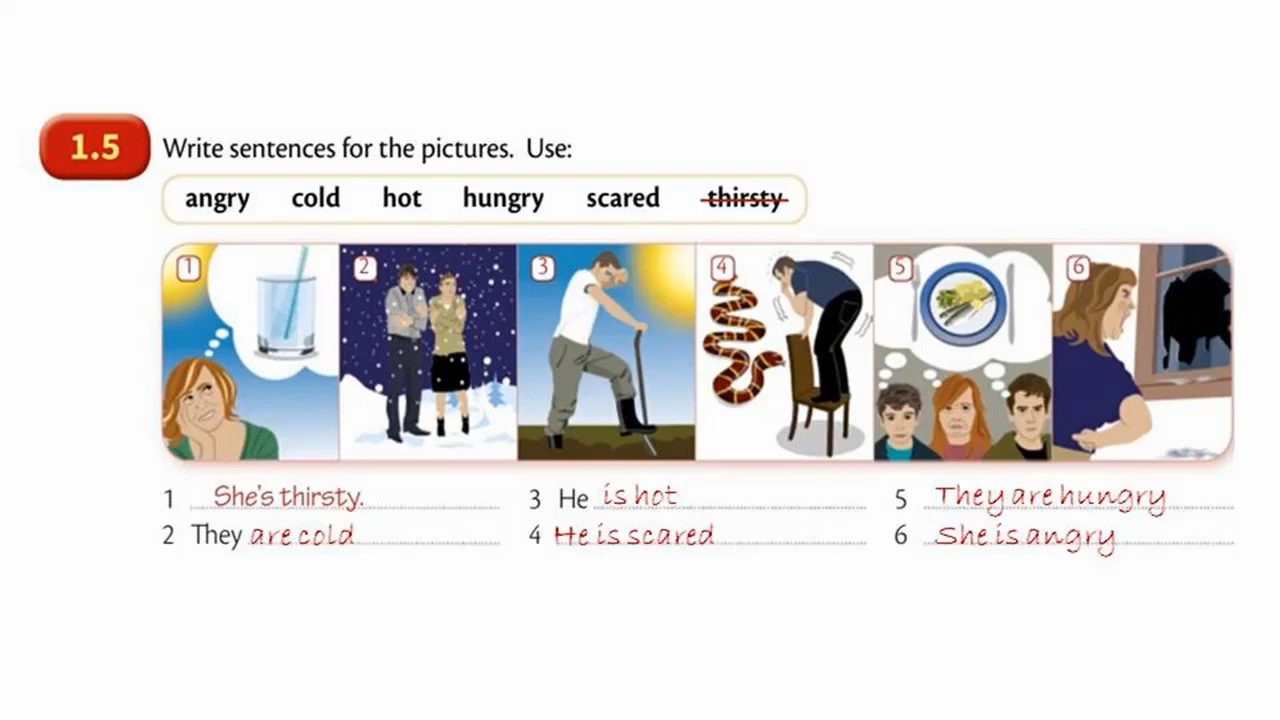 1.5
Write sentences for the pictures. Use:
angry cold hot hungry scared thirsty
1 2 3 4 5 6
1 She's thirsty. 3 He is hot 5 They are hungry
2 They are cold 4 He is scared 6 She is angry